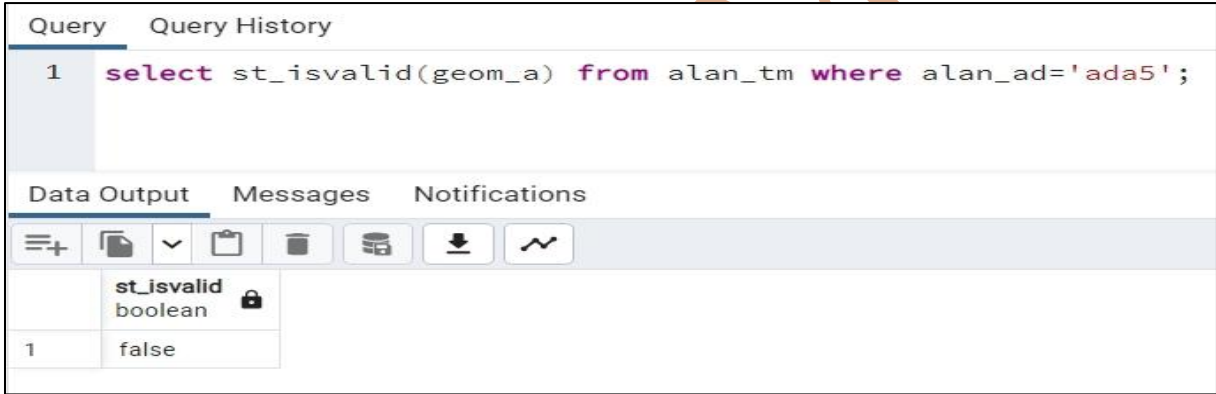 Query Query History
1 select st_isvalid(geom_a) from alan_tm where alan_ad='ada5';
Data Output Messages Notifications
st_isvalid
boolean
1 false